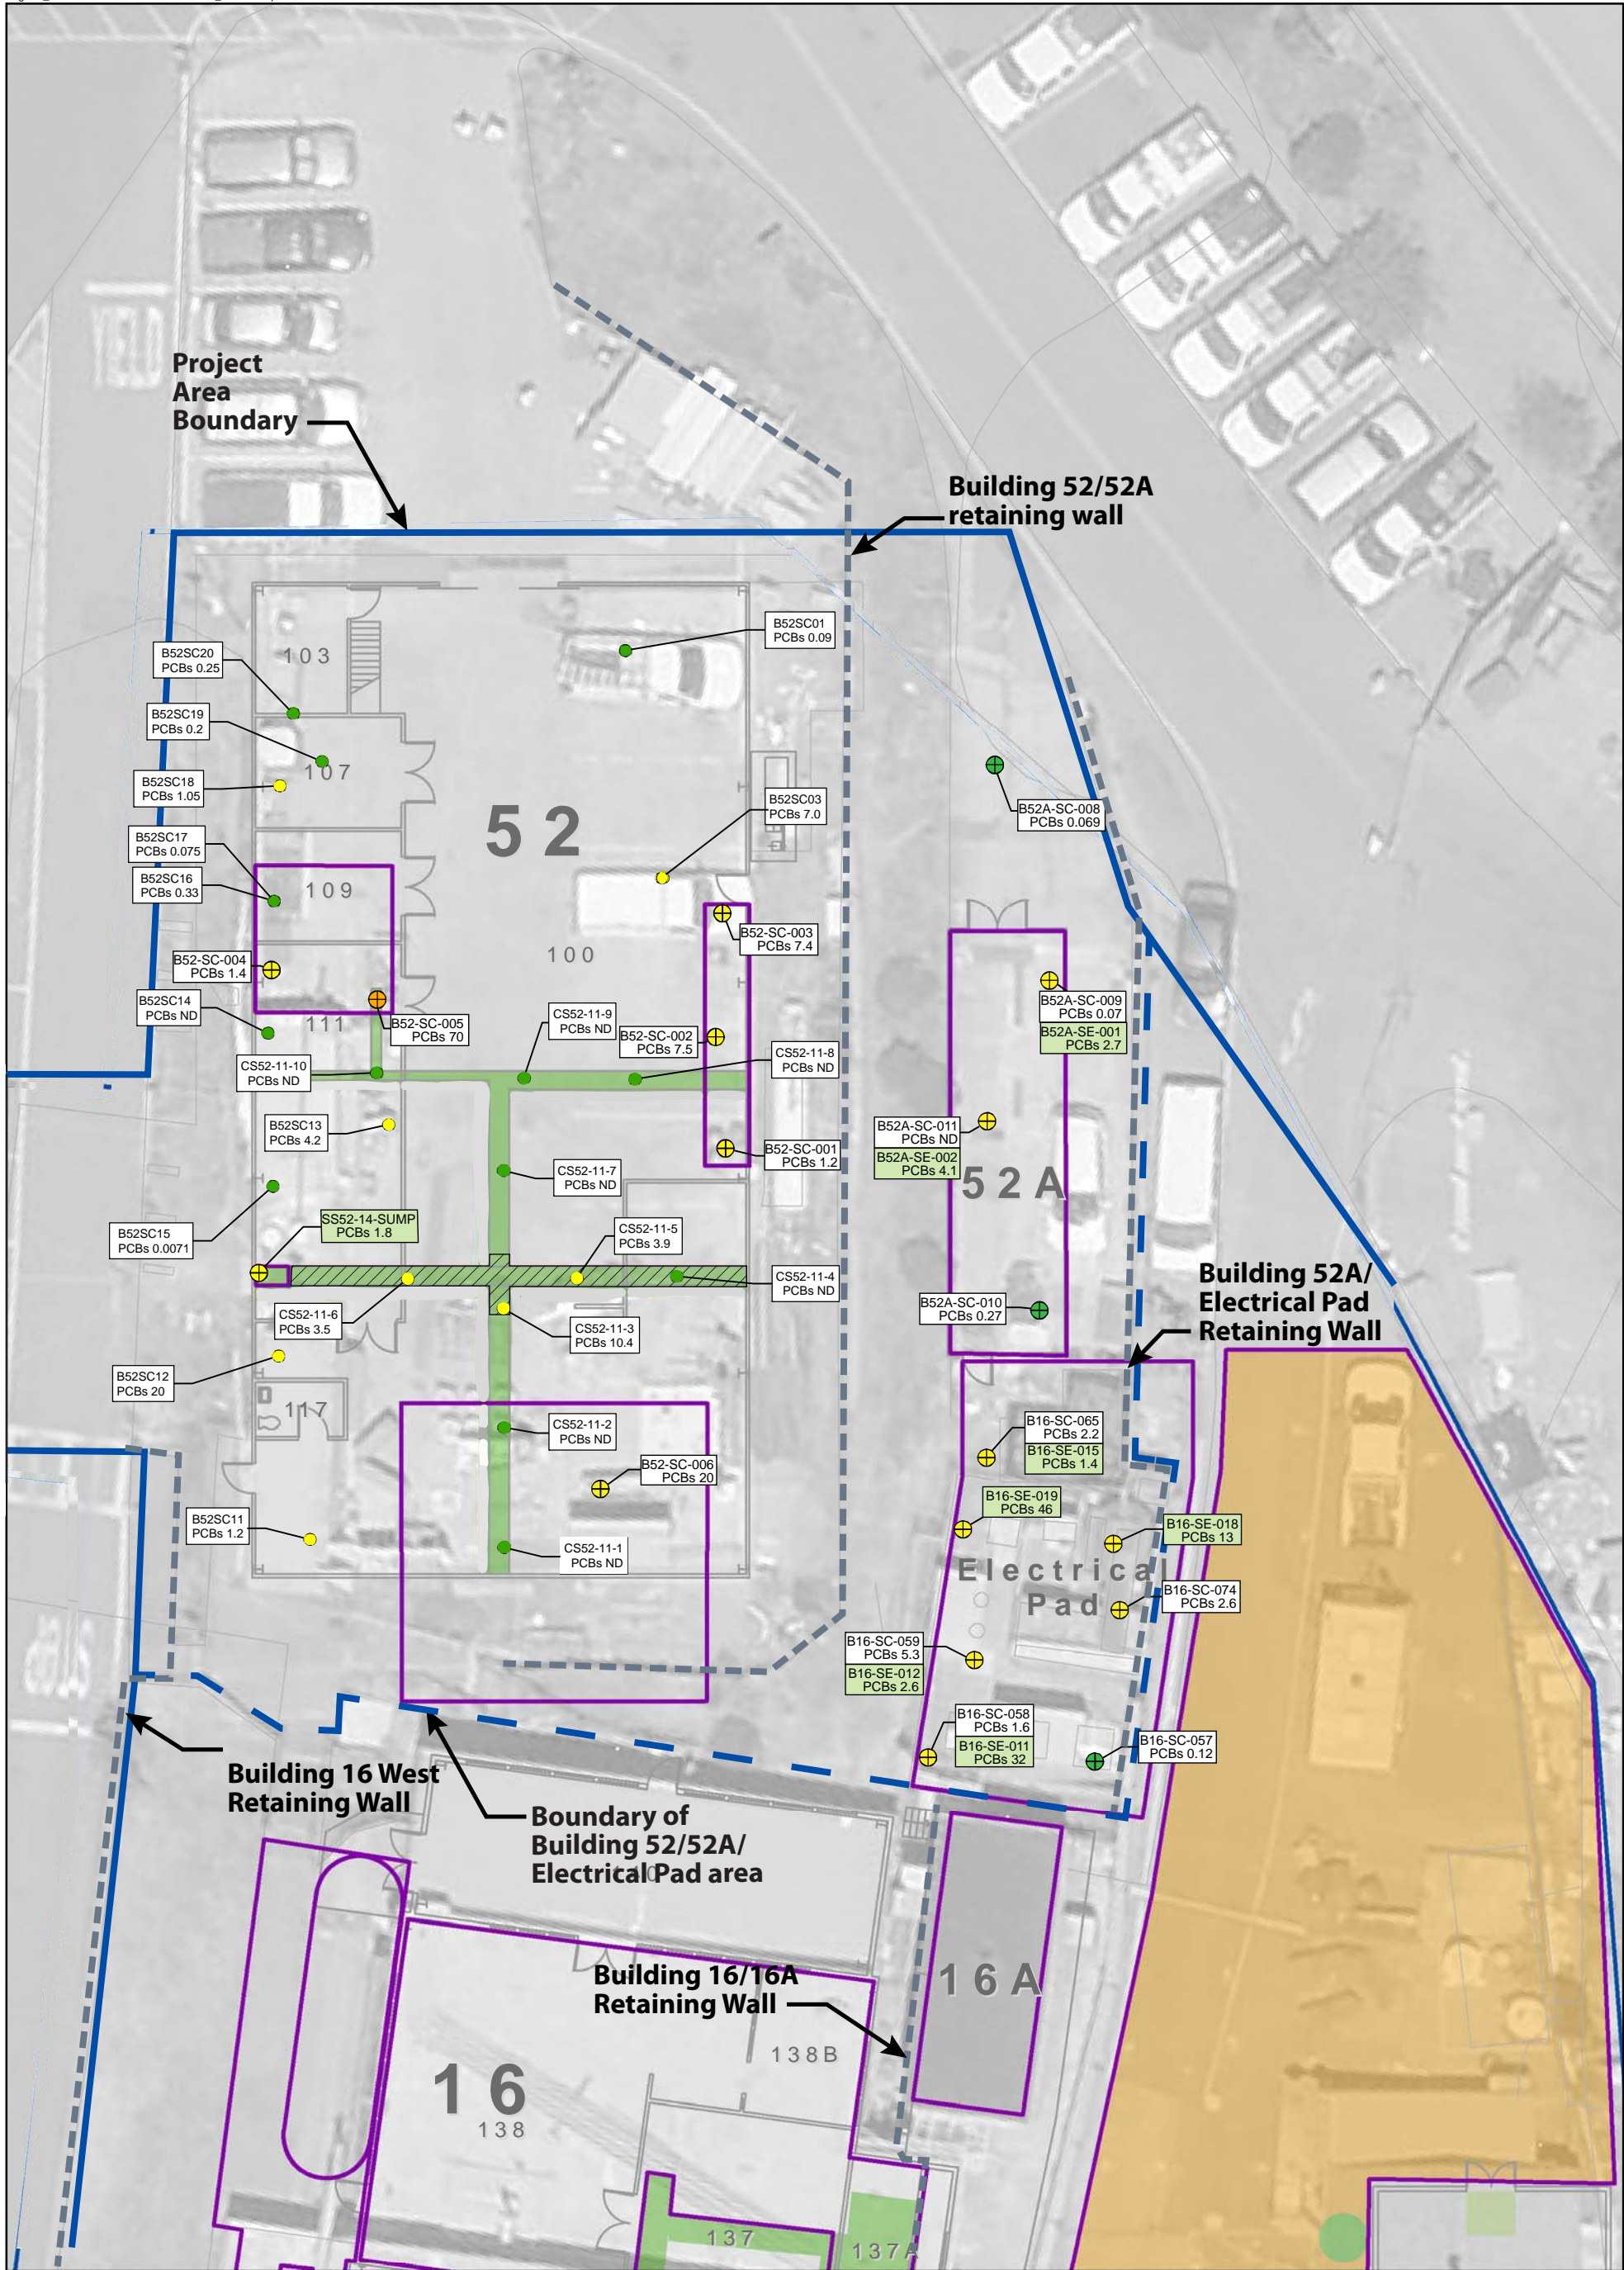 Project
Area
Boundary
Building 52/52A
retaining wall
B52SC01
PCBs 0.09
B52SC20
PCBs 0.25
103
B52SC19
PCBs 0.2
107
B52SC18
PCBs 1.05
B52A-SC-008
PCBs 0.069
B52SC03
PCBs 7.0
52
B52SC17
PCBs 0.075
B52SC16
PCBs 0.33
109
B52-SC-003
PCBs 7.4
100
B52-SC-004
PCBs 1.4
B52SC14
PCBs ND
111
B52-SC-005
PCBs 70
CS52-11-9
PCBs ND
B52-SC-002
PCBs 7.5
B52A-SC-009
PCBs 0.07
B52A-SE-001
PCBs 2.7
CS52-11-8
PCBs ND
CS52-11-10
PCBs ND
B52SC13
PCBs 4.2
B52A-SC-011
PCBs ND
B52A-SE-002
PCBs 4.1
B52-SC-001
PCBs 1.2
CS52-11-7
PCBs ND
52A
B52SC15
PCBs 0.0071
SS52-14-SUMP
PCBs 1.8
CS52-11-5
PCBs 3.9
CS52-11-4
PCBs ND
Building 52A/
Electrical Pad
Retaining Wall
B52A-SC-010
PCBs 0.27
CS52-11-6
PCBs 3.5
CS52-11-3
PCBs 10.4
B52SC12
PCBs 20
117
CS52-11-2
PCBs ND
B16-SC-065
PCBs 2.2
B16-SE-015
PCBs 1.4
B52-SC-006
PCBs 20
B16-SE-019
PCBs 46
B52SC11
PCBs 1.2
B16-SE-018
PCBs 13
CS52-11-1
PCBs ND
Electrical
Pad
B16-SC-074
PCBs 2.6
B16-SC-059
PCBs 5.3
B16-SE-012
PCBs 2.6
B16-SC-058
PCBs 1.6
B16-SE-011
PCBs 32
B16-SC-057
PCBs 0.12
Building 16 West
Retaining Wall
Boundary of
Building 52/52A/
Electrical Pad area
Building 16/16A
Retaining Wall
16A
138B
16
138
137
137A